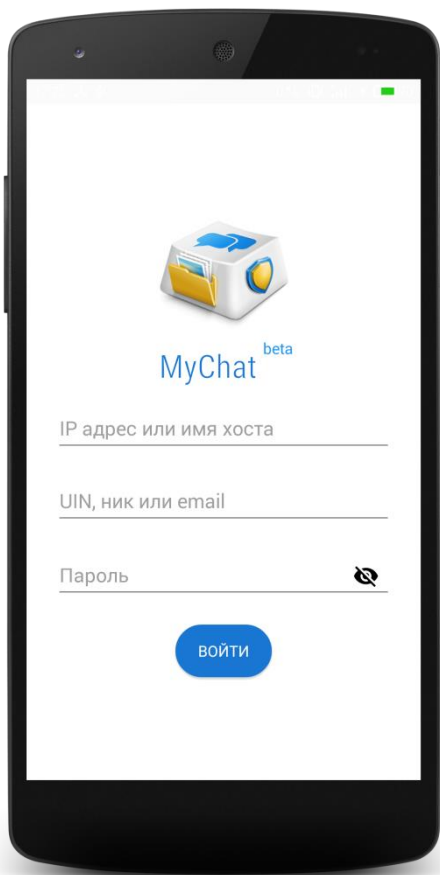 MyChat beta
IP адрес или имя хоста
UIN, ник или email
Пароль
ВОЙТИ